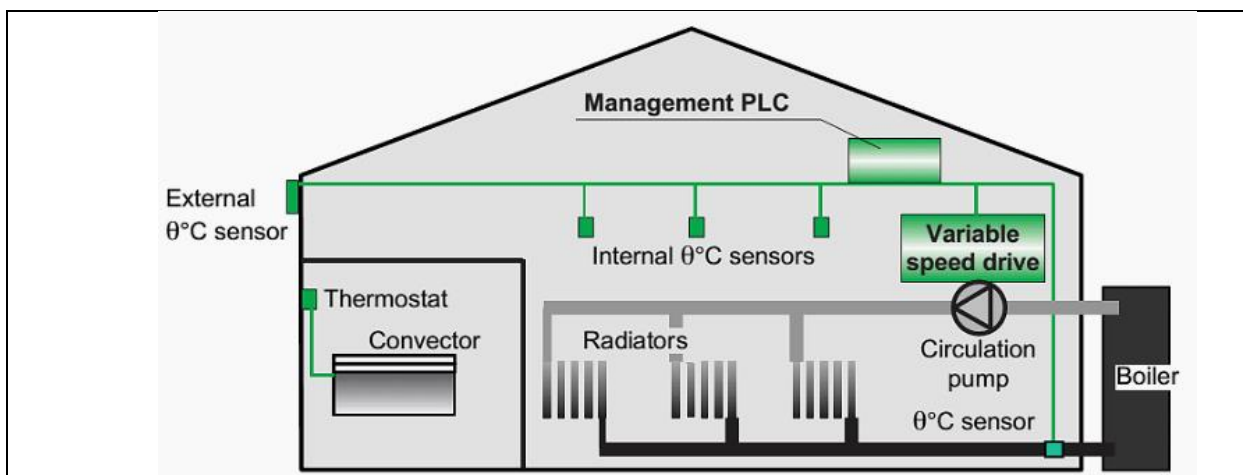 Management PLC
External
θ°C sensor
Internal θ°C sensors
Variable
speed drive
Thermostat
Convector
Radiators
Circulation
pump
Boiler
θ°C sensor